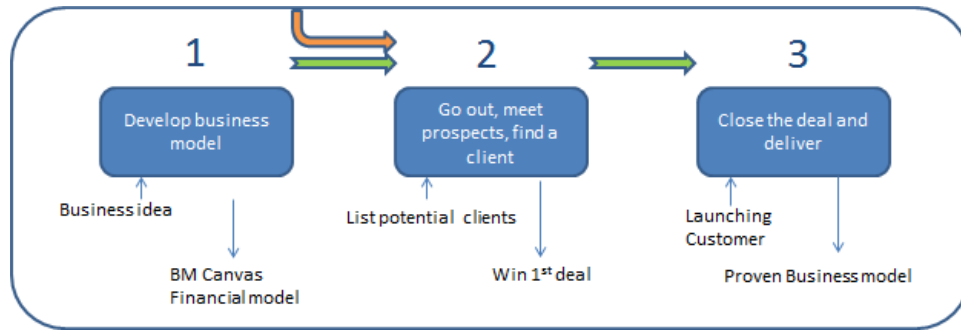 1
2
3
Develop business
model
Go out, meet
prospects, find a
client
Close the deal and
deliver
Business idea
List potential clients
Launching
Customer
BM Canvas
Financial model
Win 1st deal
Proven Business model